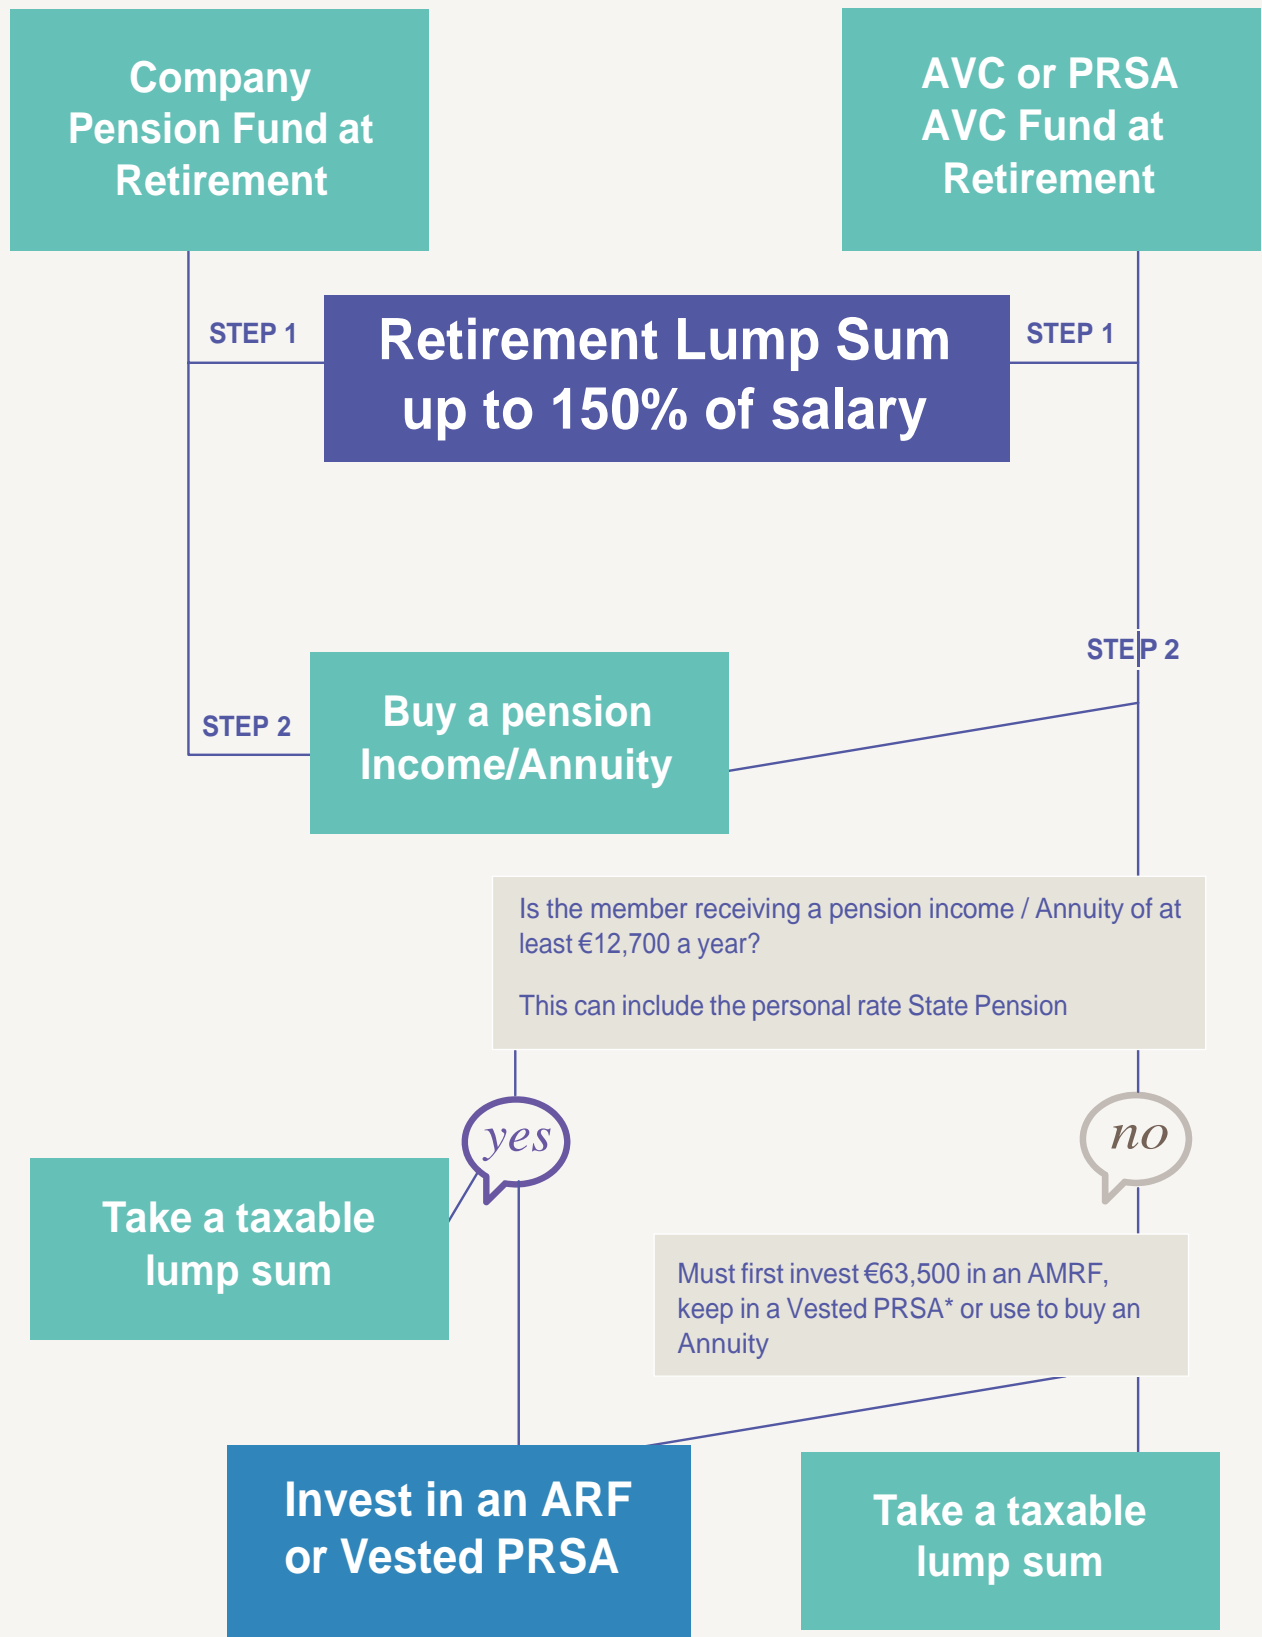 Company
Pension Fund at
Retirement
AVC or PRSA
AVC Fund at
Retirement
STEP 1
Retirement Lump Sum
up to 150% of salary
STEP 1
STEP 2
Buy a pension
Income/Annuity
STEP 2
Is the member receiving a pension income / Annuity of at
least €12,700 a year?
This can include the personal rate State Pension
yes
no
Take a taxable
lump sum
Must first invest €63,500 in an AMRF,
keep in a Vested PRSA* or use to buy an
Annuity
Invest in an ARF
or Vested PRSA
Take a taxable
lump sum